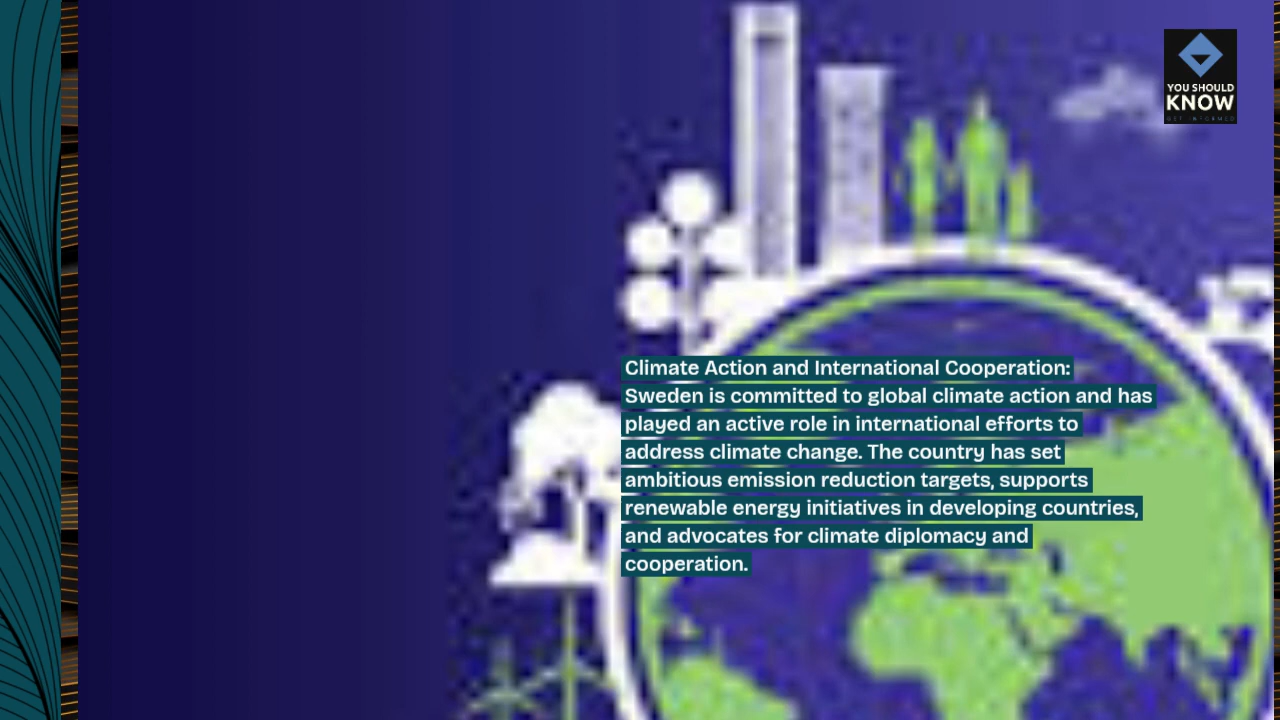 YOU SHOULD
KNOW
GET INFORMED
Climate Action and International Cooperation:
Sweden is committed to global climate action and has
played an active role in international efforts to
address climate change. The country has set
ambitious emission reduction targets, supports
renewable energy initiatives in developing countries,
and advocates for climate diplomacy and
cooperation.